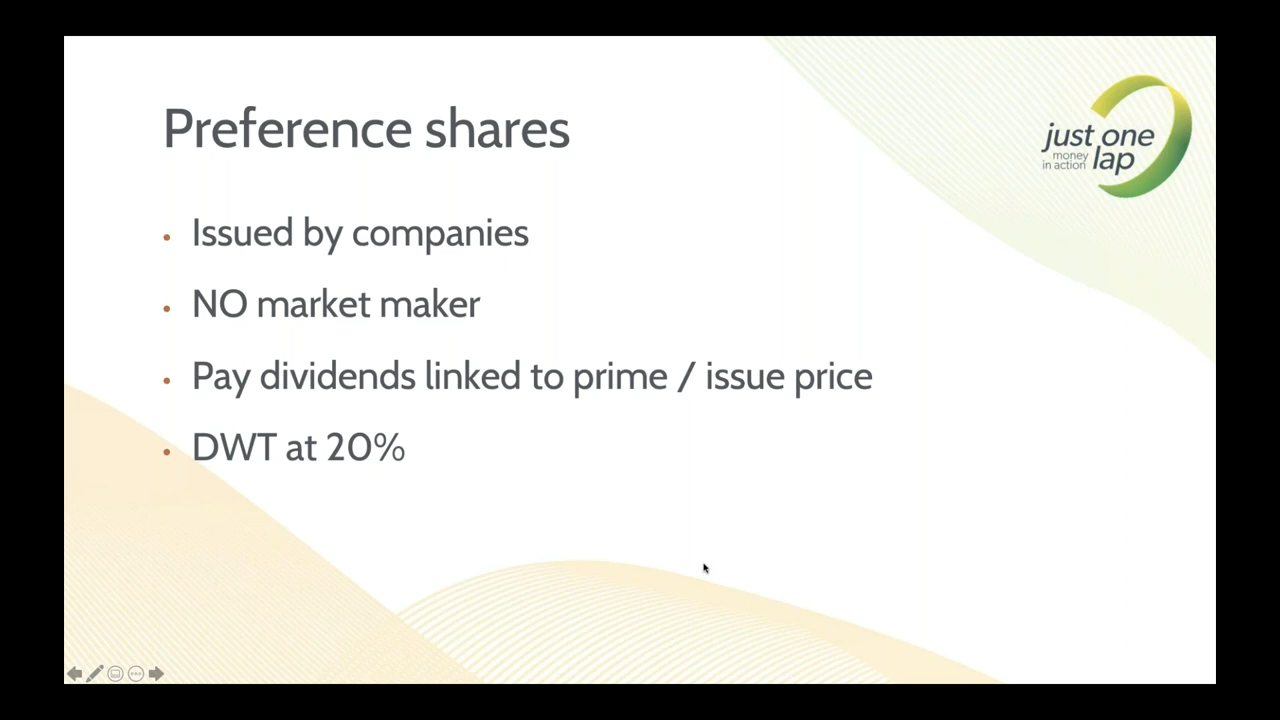 Preference shares
just one
money
in action lap
• Issued by companies
• NO market maker
• Pay dividends linked to prime / issue price
• DWT at 20%